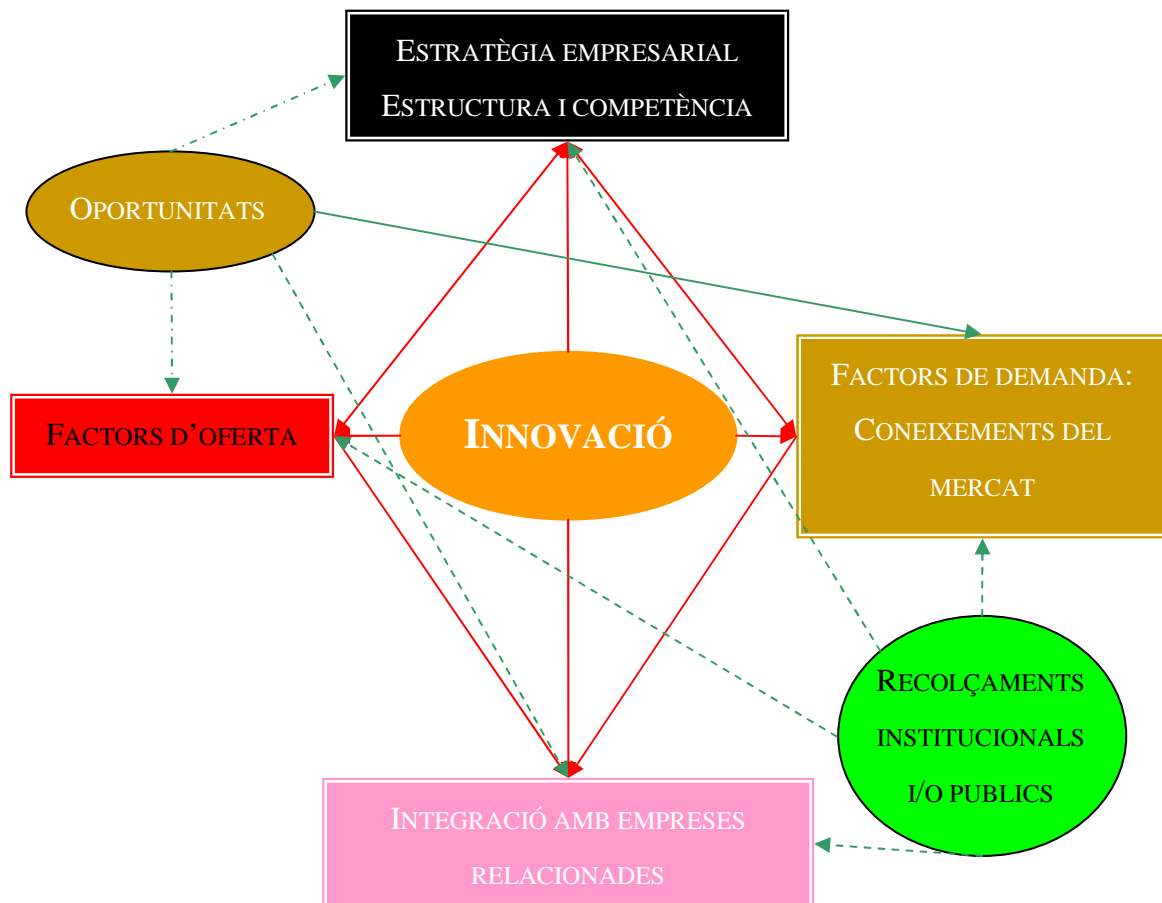 ESTRATÈGIA EMPRESARIAL
ESTRUCTURA I COMPETÈNCIA
OPORTUNITATS
FACTORS D’OFERTA
INNOVACIÓ
FACTORS DE DEMANDA:
CONEIXEMENTS DEL
MERCAT
RECOLÇAMENTS
INSTITUCIONALS
I/O PUBLICS
INTEGRACIÓ AMB EMPRESES
RELACIONADES